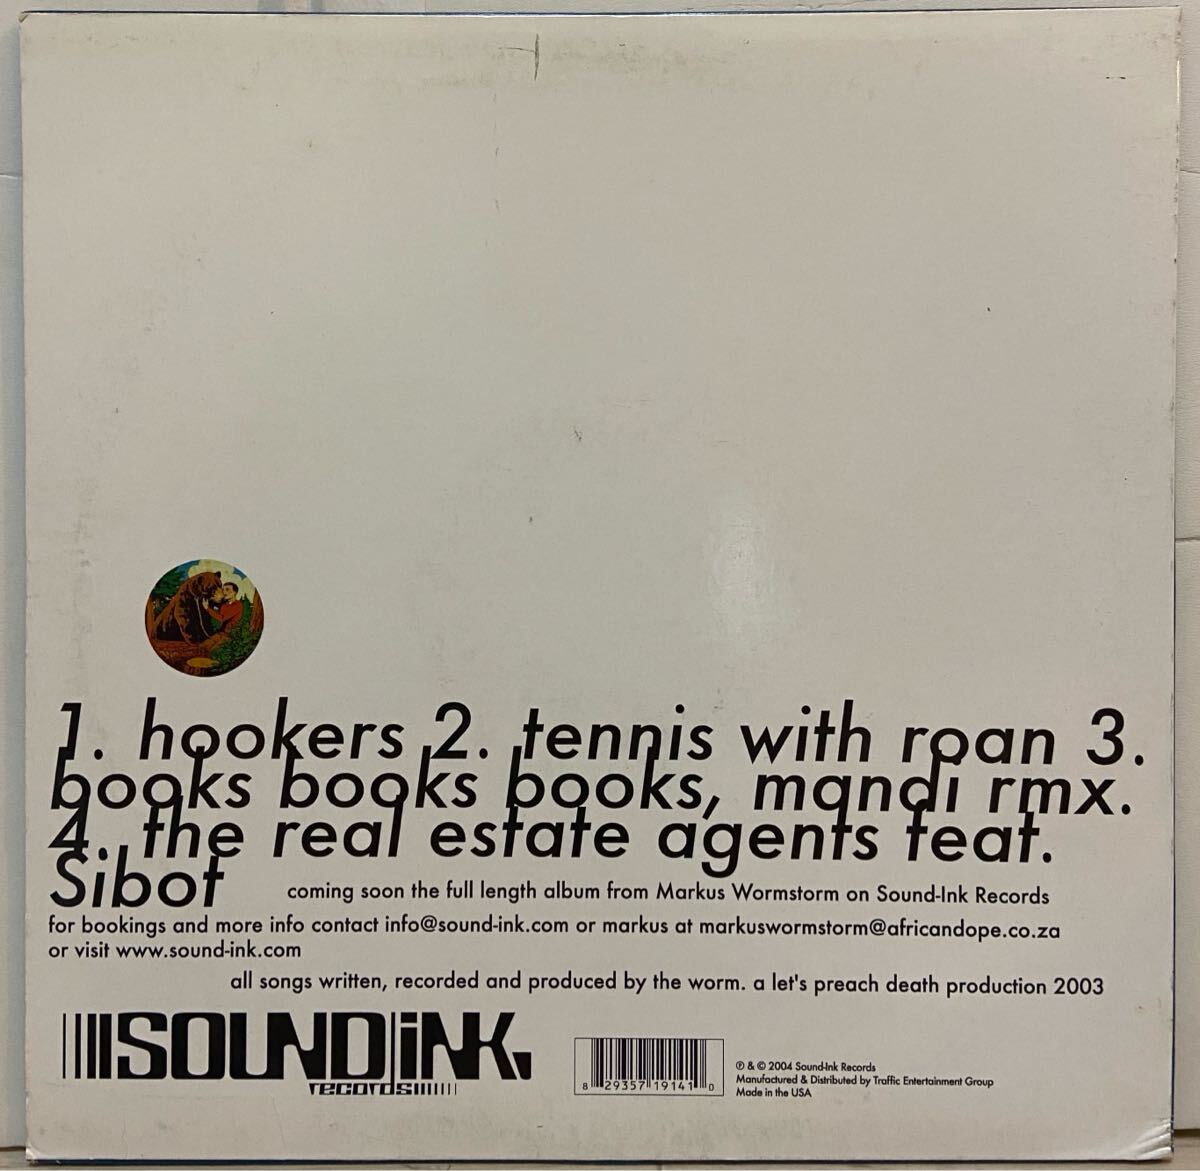 1. hookers 2. tennis with roan 3.
books books books, mandi rmx.
4. the real estate agents feat.
Sibot
coming soon the full length album from Markus Wormstorm on Sound-Ink Records
for bookings and more info contact info@sound-ink.com or markus at markuswormstorm@africandope.co.za
or visit www.sound-ink.com
all songs written, recorded and produced by the worm. a let's preach death production 2003
SOUND|iNK
records
8 29357 19141 0
℗ & © 2004 Sound-Ink Records
Manufactured & Distributed by Traffic Entertainment Group
Made in the USA